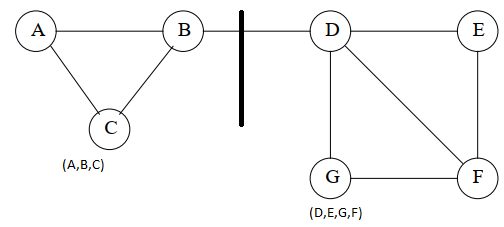 A B D E
C
(A,B,C)
G F
(D,E,G,F)